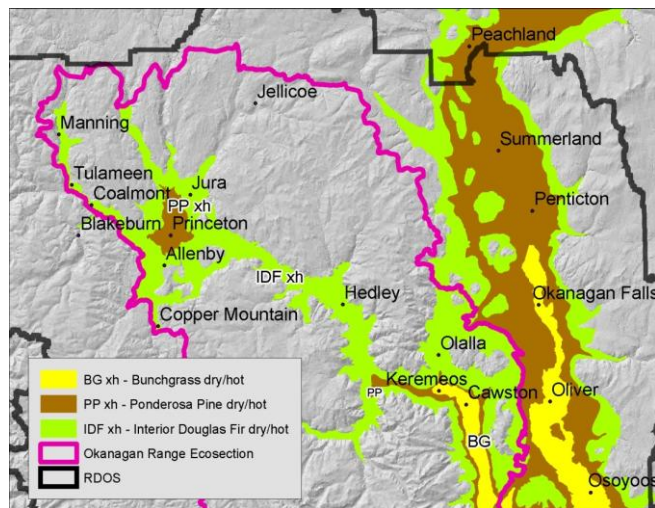 Peachland
Jellicoe
Manning
Summerland
Tulameen
Jura
Coalmont
PP xh
Penticton
Blakeburn
Princeton
Allenby
IDF xh
Hedley
Okanagan Falls
Copper Mountain
Olalla
Keremeos
PP
Cawston
Oliver
BG
Osoyoos
BG xh - Bunchgrass dry/hot
PP xh - Ponderosa Pine dry/hot
IDF xh - Interior Douglas Fir dry/hot
Okanagan Range Ecosection
RDOS